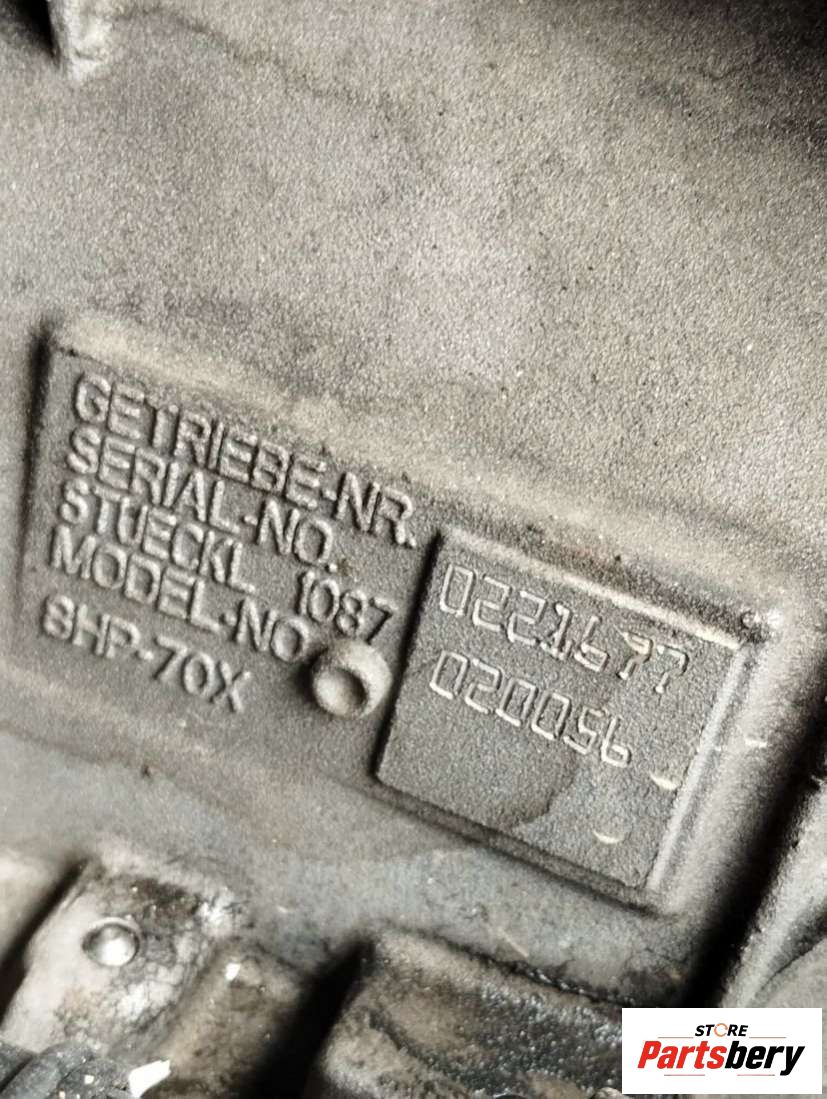 GETRIEBE-NR.
SERIAL-NO.
STUECKL 1087
MODEL-NO
8HP-70X
0221677
020056
STORE
Partsbery